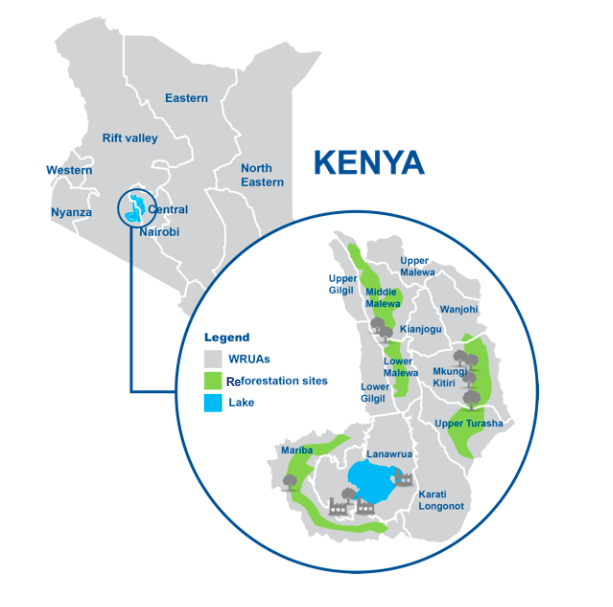 Eastern
Rift valley
Western
North
Eastern
Nyanza
Central
Nairobi
KENYA
Upper
Malewa
Upper
Gilgil
Middle
Malewa
Wanjohi
Kianjogu
Lower
Malewa
Mkungi
Kitiri
Lower
Gilgil
Upper Turasha
Mariba
Lanawrua
Karati
Longonot
Legend
WRUAs
Reforestation sites
Lake